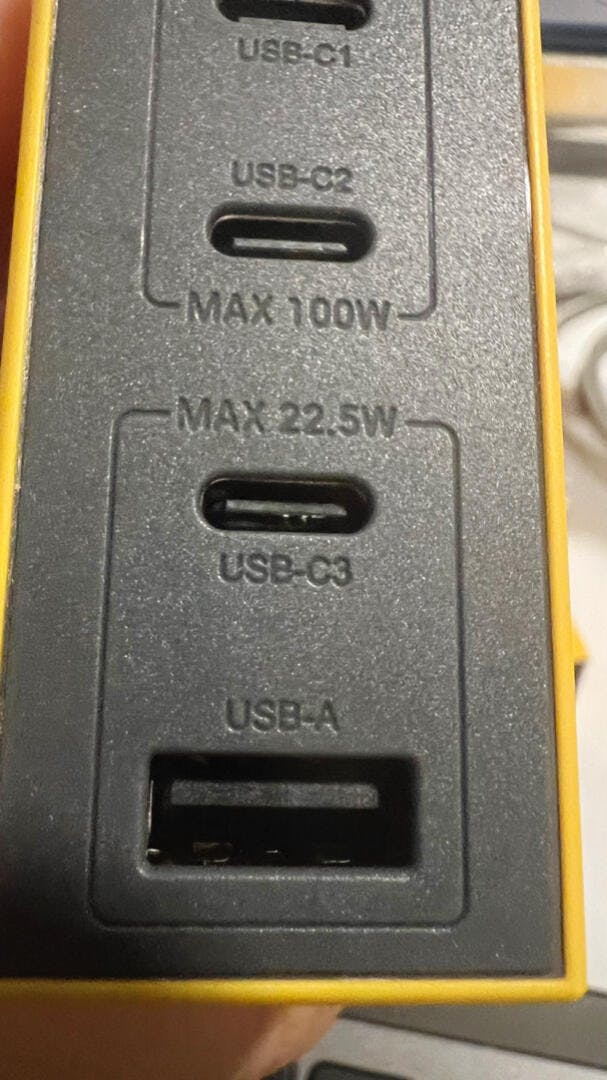 USB-C1
USB-C2
MAX 100W
MAX 22.5W
USB-C3
USB-A